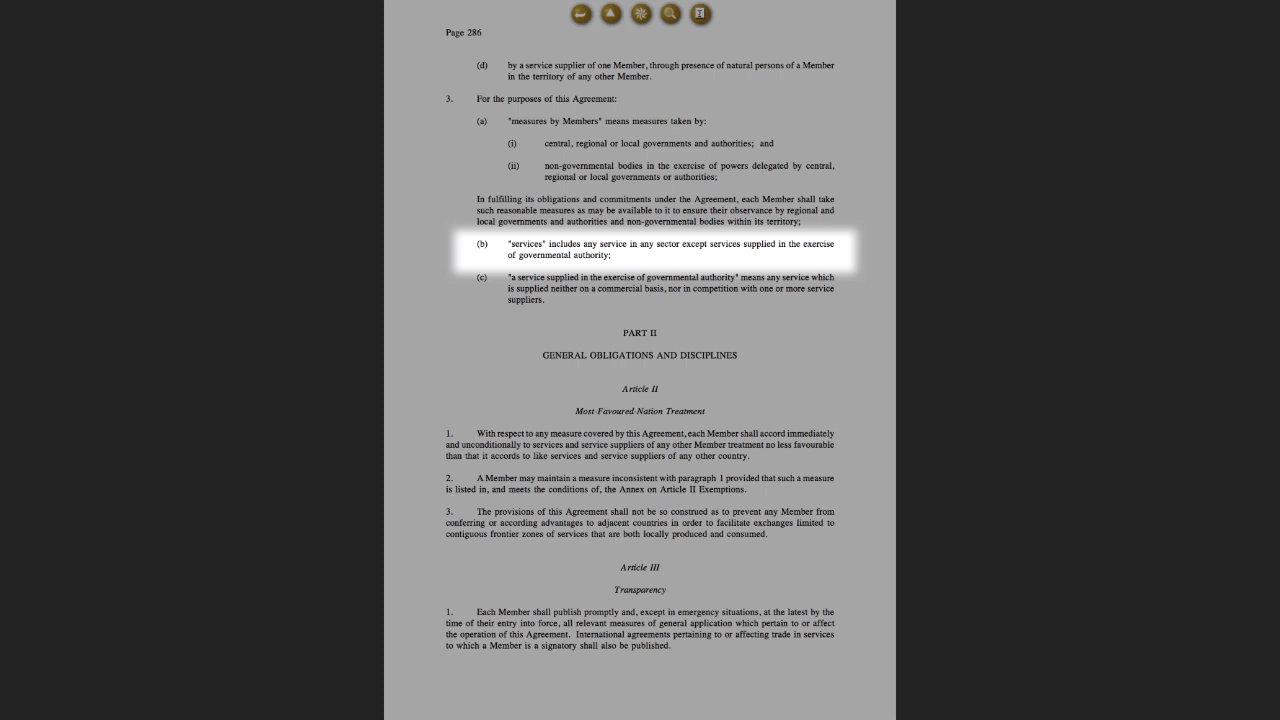 Page 286
(d) by a service supplier of one Member, through presence of natural persons of a Member
in the territory of any other Member.
3. For the purposes of this Agreement:
(a) "measures by Members" means measures taken by:
(i) central, regional or local governments and authorities; and
(ii) non-governmental bodies in the exercise of powers delegated by central,
regional or local governments or authorities;
In fulfilling its obligations and commitments under the Agreement, each Member shall take
such reasonable measures as may be available to it to ensure their observance by regional and
local governments and authorities and non-governmental bodies within its territory;
(b) "services" includes any service in any sector except services supplied in the exercise
of governmental authority;
(c) "a service supplied in the exercise of governmental authority" means any service which
is supplied neither on a commercial basis, nor in competition with one or more service
suppliers.
PART II
GENERAL OBLIGATIONS AND DISCIPLINES
Article II
Most-Favoured-Nation Treatment
1. With respect to any measure covered by this Agreement, each Member shall accord immediately
and unconditionally to services and service suppliers of any other Member treatment no less favourable
than that it accords to like services and service suppliers of any other country.
2. A Member may maintain a measure inconsistent with paragraph 1 provided that such a measure
is listed in, and meets the conditions of, the Annex on Article II Exemptions.
3. The provisions of this Agreement shall not be so construed as to prevent any Member from
conferring or according advantages to adjacent countries in order to facilitate exchanges limited to
contiguous frontier zones of services that are both locally produced and consumed.
Article III
Transparency
1. Each Member shall publish promptly and, except in emergency situations, at the latest by the
time of their entry into force, all relevant measures of general application which pertain to or affect
the operation of this Agreement. International agreements pertaining to or affecting trade in services
to which a Member is a signatory shall also be published.